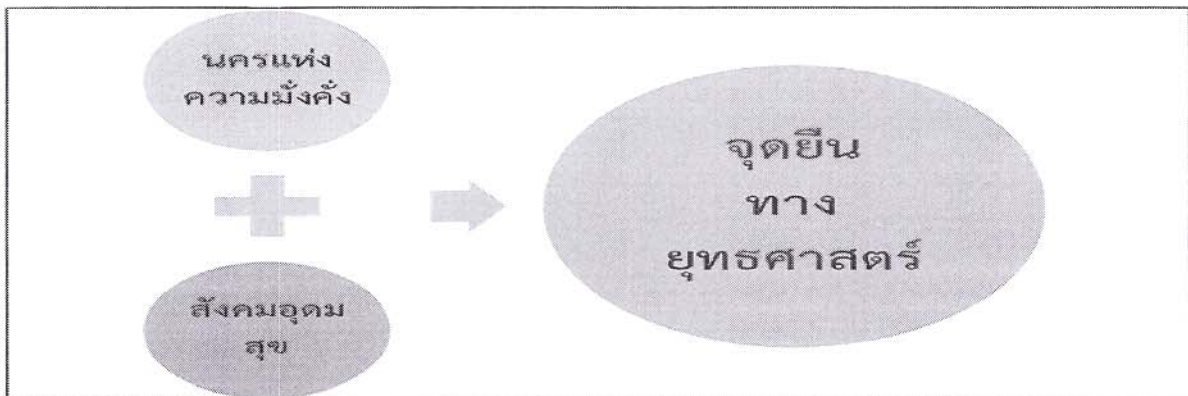 นครแห่ง
ความมั่งคั่ง
สังคมอุดม
สุข
จุดยืน
ทาง
ยุทธศาสตร์